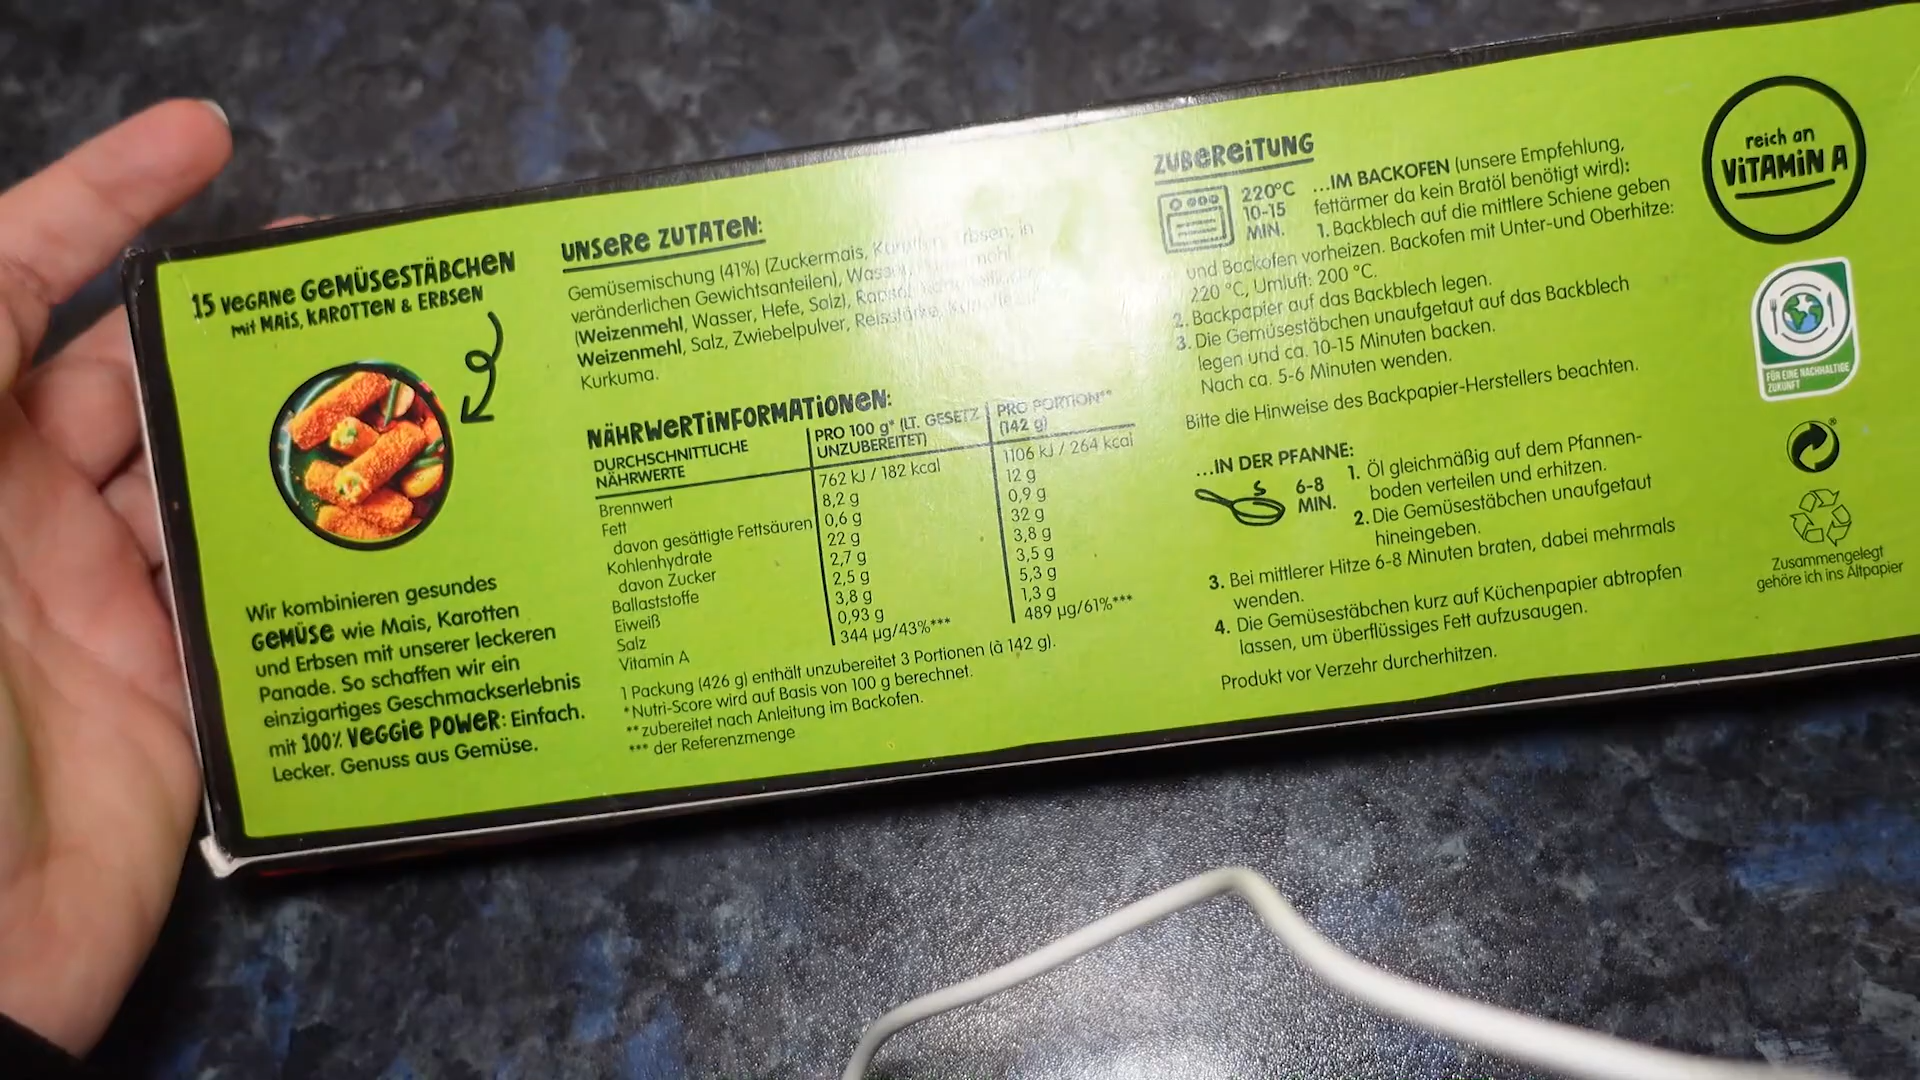 15 VEGANE GEMÜSESTÄBCHEN
mit MAIS, KAROTTEN & ERBSEN
Wir kombinieren gesundes
GEMÜSE wie Mais, Karotten
und Erbsen mit unserer leckeren
Panade. So schaffen wir ein
einzigartiges Geschmackserlebnis
mit 100% VEGGIE POWER: Einfach.
Lecker. Genuss aus Gemüse.
UNSERE ZUTATEN:
Gemüsemischung (41%) (Zuckermais, Karotten, Erbsen, in
veränderlichen Gewichtsanteilen), Wasser,
(Weizenmehl, Wasser, Hefe, Salz),
Weizenmehl, Salz, Zwiebelpulver, Reisstärke,
Kurkuma.
NÄHRWERTINFORMATIONEN:
DURCHSCHNITTLICHE NÄHRWERTE PRO 100 g* (LT. GESETZ UNZUBEREITET) PRO PORTION** (142 g)
Brennwert 762 kJ / 182 kcal 1106 kJ / 264 kcal
Fett 8,2 g 12 g
davon gesättigte Fettsäuren 0,6 g 0,9 g
Kohlenhydrate 22 g 32 g
davon Zucker 2,7 g 3,8 g
Ballaststoffe 2,5 g 3,5 g
Eiweiß 3,8 g 5,3 g
Salz 0,93 g 1,3 g
Vitamin A 344 µg/43%*** 489 µg/61%***
1 Packung (426 g) enthält unzubereitet 3 Portionen (à 142 g).
*Nutri-Score wird auf Basis von 100 g berechnet.
**zubereitet nach Anleitung im Backofen.
*** der Referenzmenge
ZUBEREITUNG
220°C
10-15
MIN.
...IM BACKOFEN (unsere Empfehlung,
fettärmer da kein Bratöl benötigt wird):
1. Backblech auf die mittlere Schiene geben
und Backofen vorheizen. Backofen mit Unter-und Oberhitze:
220 °C, Umluft: 200 °C.
2. Backpapier auf das Backblech legen.
3. Die Gemüsestäbchen unaufgetaut auf das Backblech
legen und ca. 10-15 Minuten backen.
Nach ca. 5-6 Minuten wenden.
Bitte die Hinweise des Backpapier-Herstellers beachten.
...IN DER PFANNE:
6-8
MIN.
1. Öl gleichmäßig auf dem Pfannen-
boden verteilen und erhitzen.
2. Die Gemüsestäbchen unaufgetaut
hineingeben.
3. Bei mittlerer Hitze 6-8 Minuten braten, dabei mehrmals
wenden.
4. Die Gemüsestäbchen kurz auf Küchenpapier abtropfen
lassen, um überflüssiges Fett aufzusaugen.
Produkt vor Verzehr durcherhitzen.
reich an
VITAMIN A
FÜR EINE NACHHALTIGE
ZUKUNFT
Zusammengelegt
gehöre ich ins Altpapier